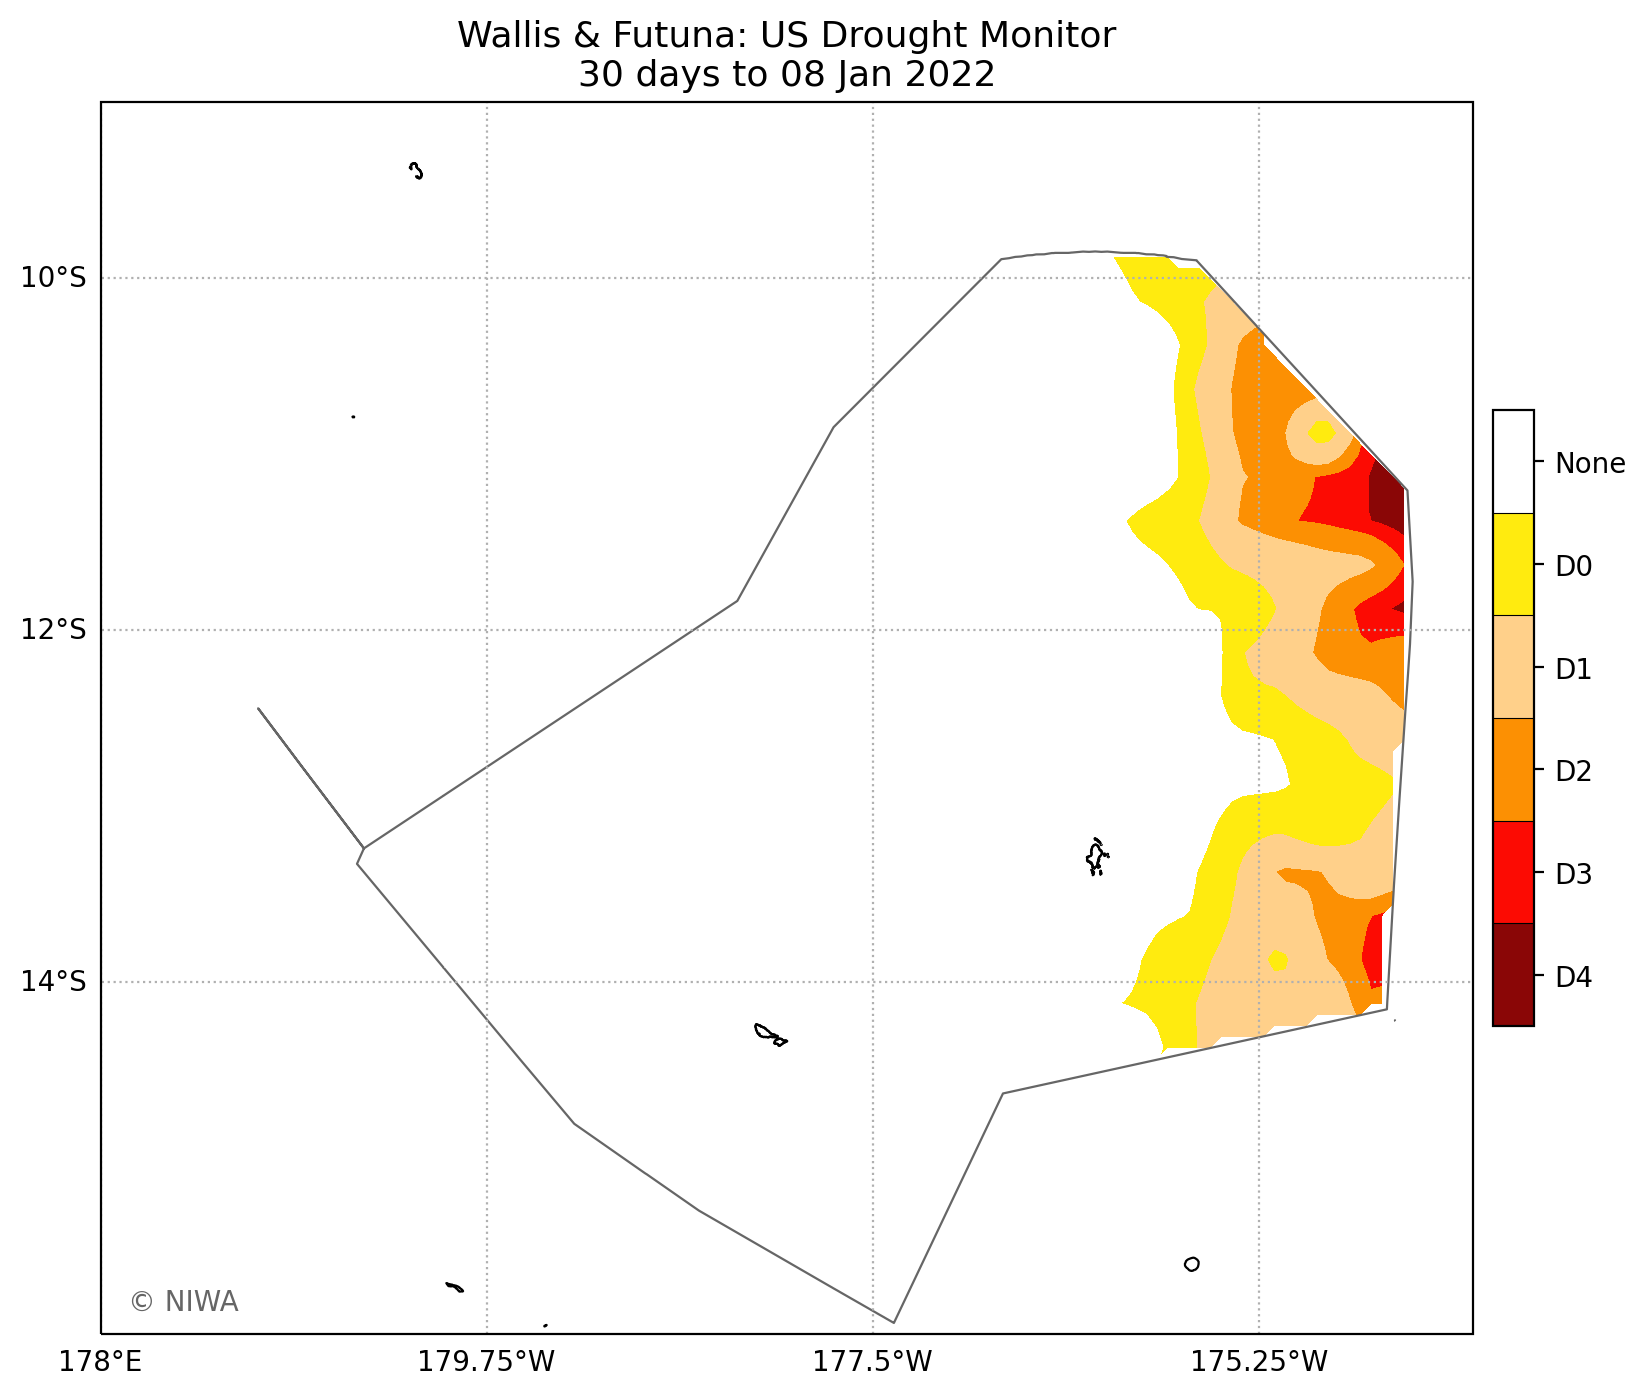 Wallis & Futuna: US Drought Monitor
30 days to 08 Jan 2022
10°S
12°S
14°S
None
D0
D1
D2
D3
D4
© NIWA
178°E
179.75°W
177.5°W
175.25°W